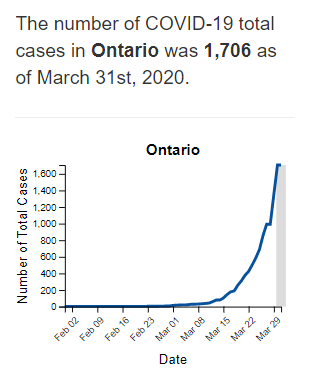 The number of COVID-19 total
cases in Ontario was 1,706 as
of March 31st, 2020.
Ontario
Number of Total Cases
1,600
1,400
1,200
1,000
800
600
400
200
0
Feb 02
Feb 09
Feb 16
Feb 23
Mar 01
Mar 08
Mar 15
Mar 22
Mar 29
Date